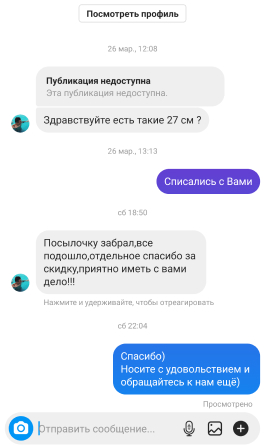 Посмотреть профиль
26 мар., 12:08
Публикация недоступна
Эта публикация недоступна.
Здравствуйте есть такие 27 см ?
26 мар., 13:13
Списались с Вами
сб 18:50
Посылочку забрал,все
подошло,отдельное спасибо за
скидку,приятно иметь с вами
дело!!!
Нажмите и удерживайте, чтобы отреагировать
сб 22:04
Спасибо)
Носите с удовольствием и
обращайтесь к нам ещё)
Просмотрено
Отправить сообщение...